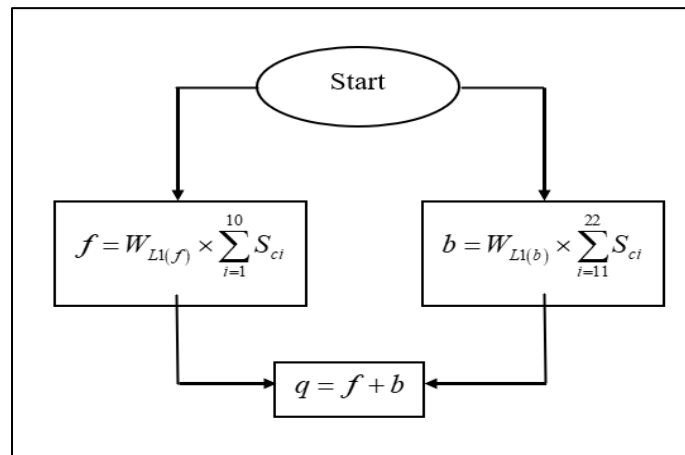 Start
f = W_{L1(f)} × \sum_{i=1}^{10} S_{ci}
b = W_{L1(b)} × \sum_{i=11}^{22} S_{ci}
q = f + b